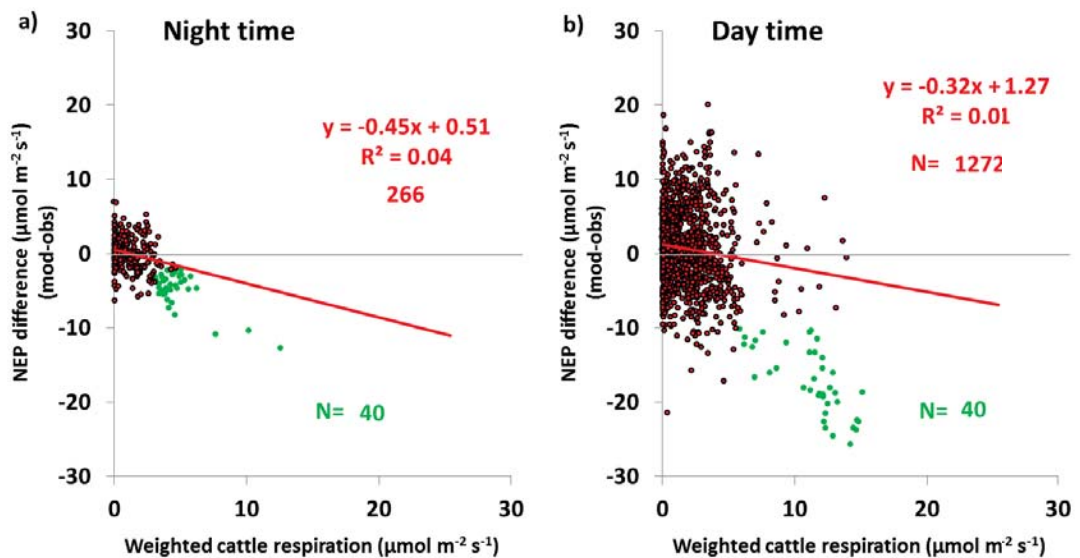 a) Night time
30
20
10
0
-10
-20
-30
NEP difference (µmol m⁻² s⁻¹)
(mod-obs)
y = -0.45x + 0.51
R² = 0.04
266
N= 40
0 10 20 30
Weighted cattle respiration (µmol m⁻² s⁻¹)
b) Day time
30
20
10
0
-10
-20
-30
NEP difference (µmol m⁻² s⁻¹)
(mod-obs)
y = -0.32x + 1.27
R² = 0.01
N= 1272
N= 40
0 10 20 30
Weighted cattle respiration (µmol m⁻² s⁻¹)